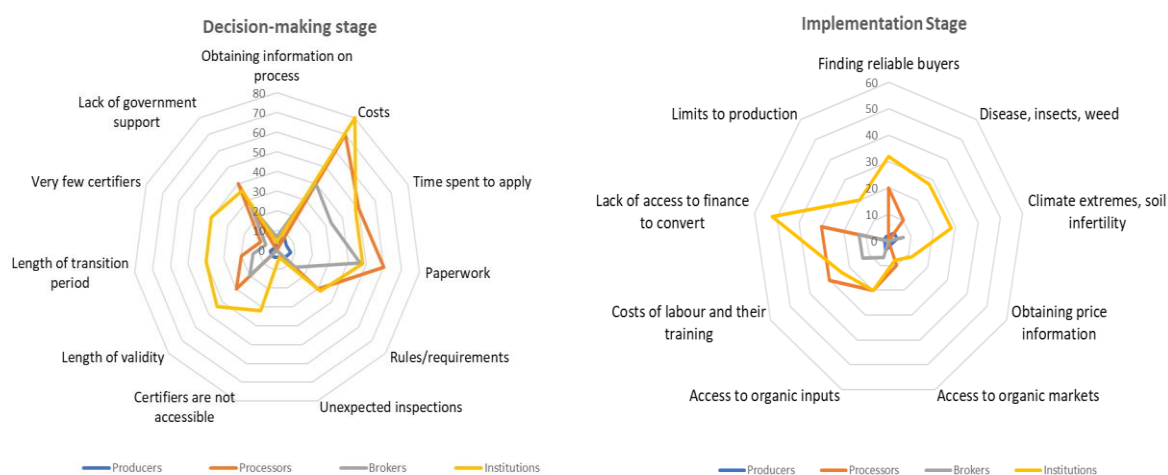 Decision-making stage
Obtaining information on
process
Costs
Time spent to apply
Paperwork
Rules/requirements
Unexpected inspections
Certifiers are not
accessible
Length of validity
Length of transition
period
Very few certifiers
Lack of government
support
80
70
60
50
40
30
20
10
0
Producers
Processors
Brokers
Institutions
Implementation Stage
Finding reliable buyers
Disease, insects, weed
Climate extremes, soil
infertility
Obtaining price
information
Access to organic markets
Access to organic inputs
Costs of labour and their
training
Lack of access to finance
to convert
Limits to production
60
50
40
30
20
10
0
Producers
Processors
Brokers
Institutions